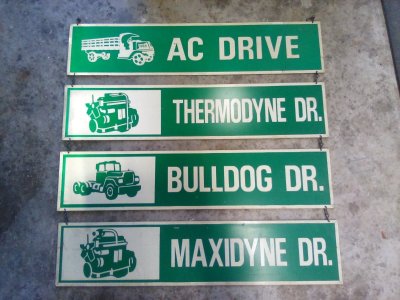 AC DRIVE
THERMODYNE DR.
BULLDOG DR.
MAXIDYNE DR.